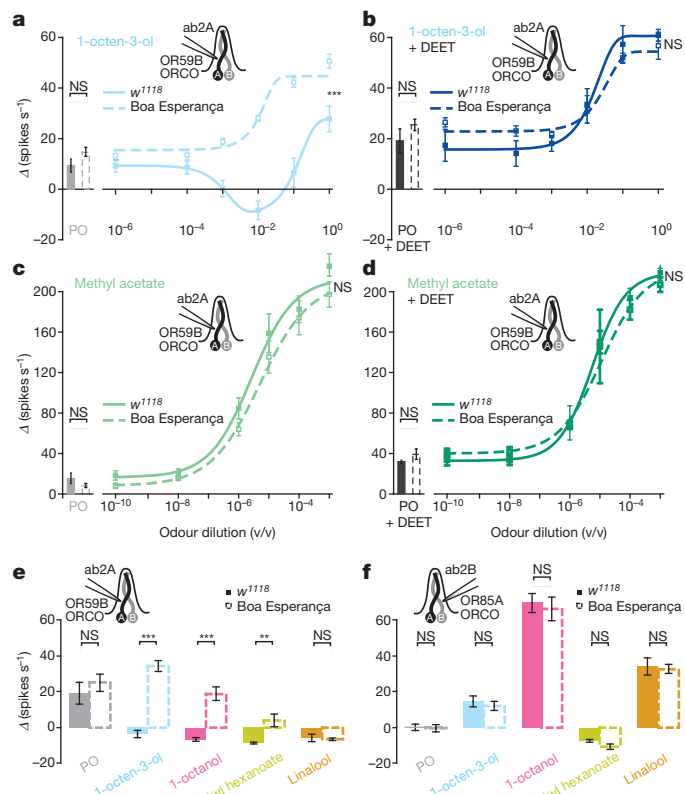 a
1-octen-3-ol
ab2A
OR59B
ORCO
A B
w1118
Boa Esperança
NS
***
Δ (spikes s−1)
60
40
20
0
−20
PO
10−6
10−4
10−2
100
b
1-octen-3-ol
+ DEET
ab2A
OR59B
ORCO
A B
NS
w1118
Boa Esperança
NS
60
40
20
0
−20
PO
+ DEET
10−6
10−4
10−2
100
c
Methyl acetate
ab2A
OR59B
ORCO
A B
NS
w1118
Boa Esperança
NS
Δ (spikes s−1)
200
160
120
80
40
0
PO
10−10
10−8
10−6
10−4
Odour dilution (v/v)
d
Methyl acetate
+ DEET
ab2A
OR59B
ORCO
A B
NS
w1118
Boa Esperança
NS
200
160
120
80
40
0
PO
+ DEET
10−10
10−8
10−6
10−4
Odour dilution (v/v)
e
ab2A
OR59B
ORCO
A B
w1118
Boa Esperança
NS
***
***
**
NS
Δ (spikes s−1)
60
40
20
0
−20
PO
1-octen-3-ol
1-octanol
hexanoate
Linalool
f
ab2B
OR85A
ORCO
A B
w1118
Boa Esperança
NS
NS
NS
NS
NS
60
40
20
0
−20
PO
1-octen-3-ol
1-octanol
hexanoate
Linalool